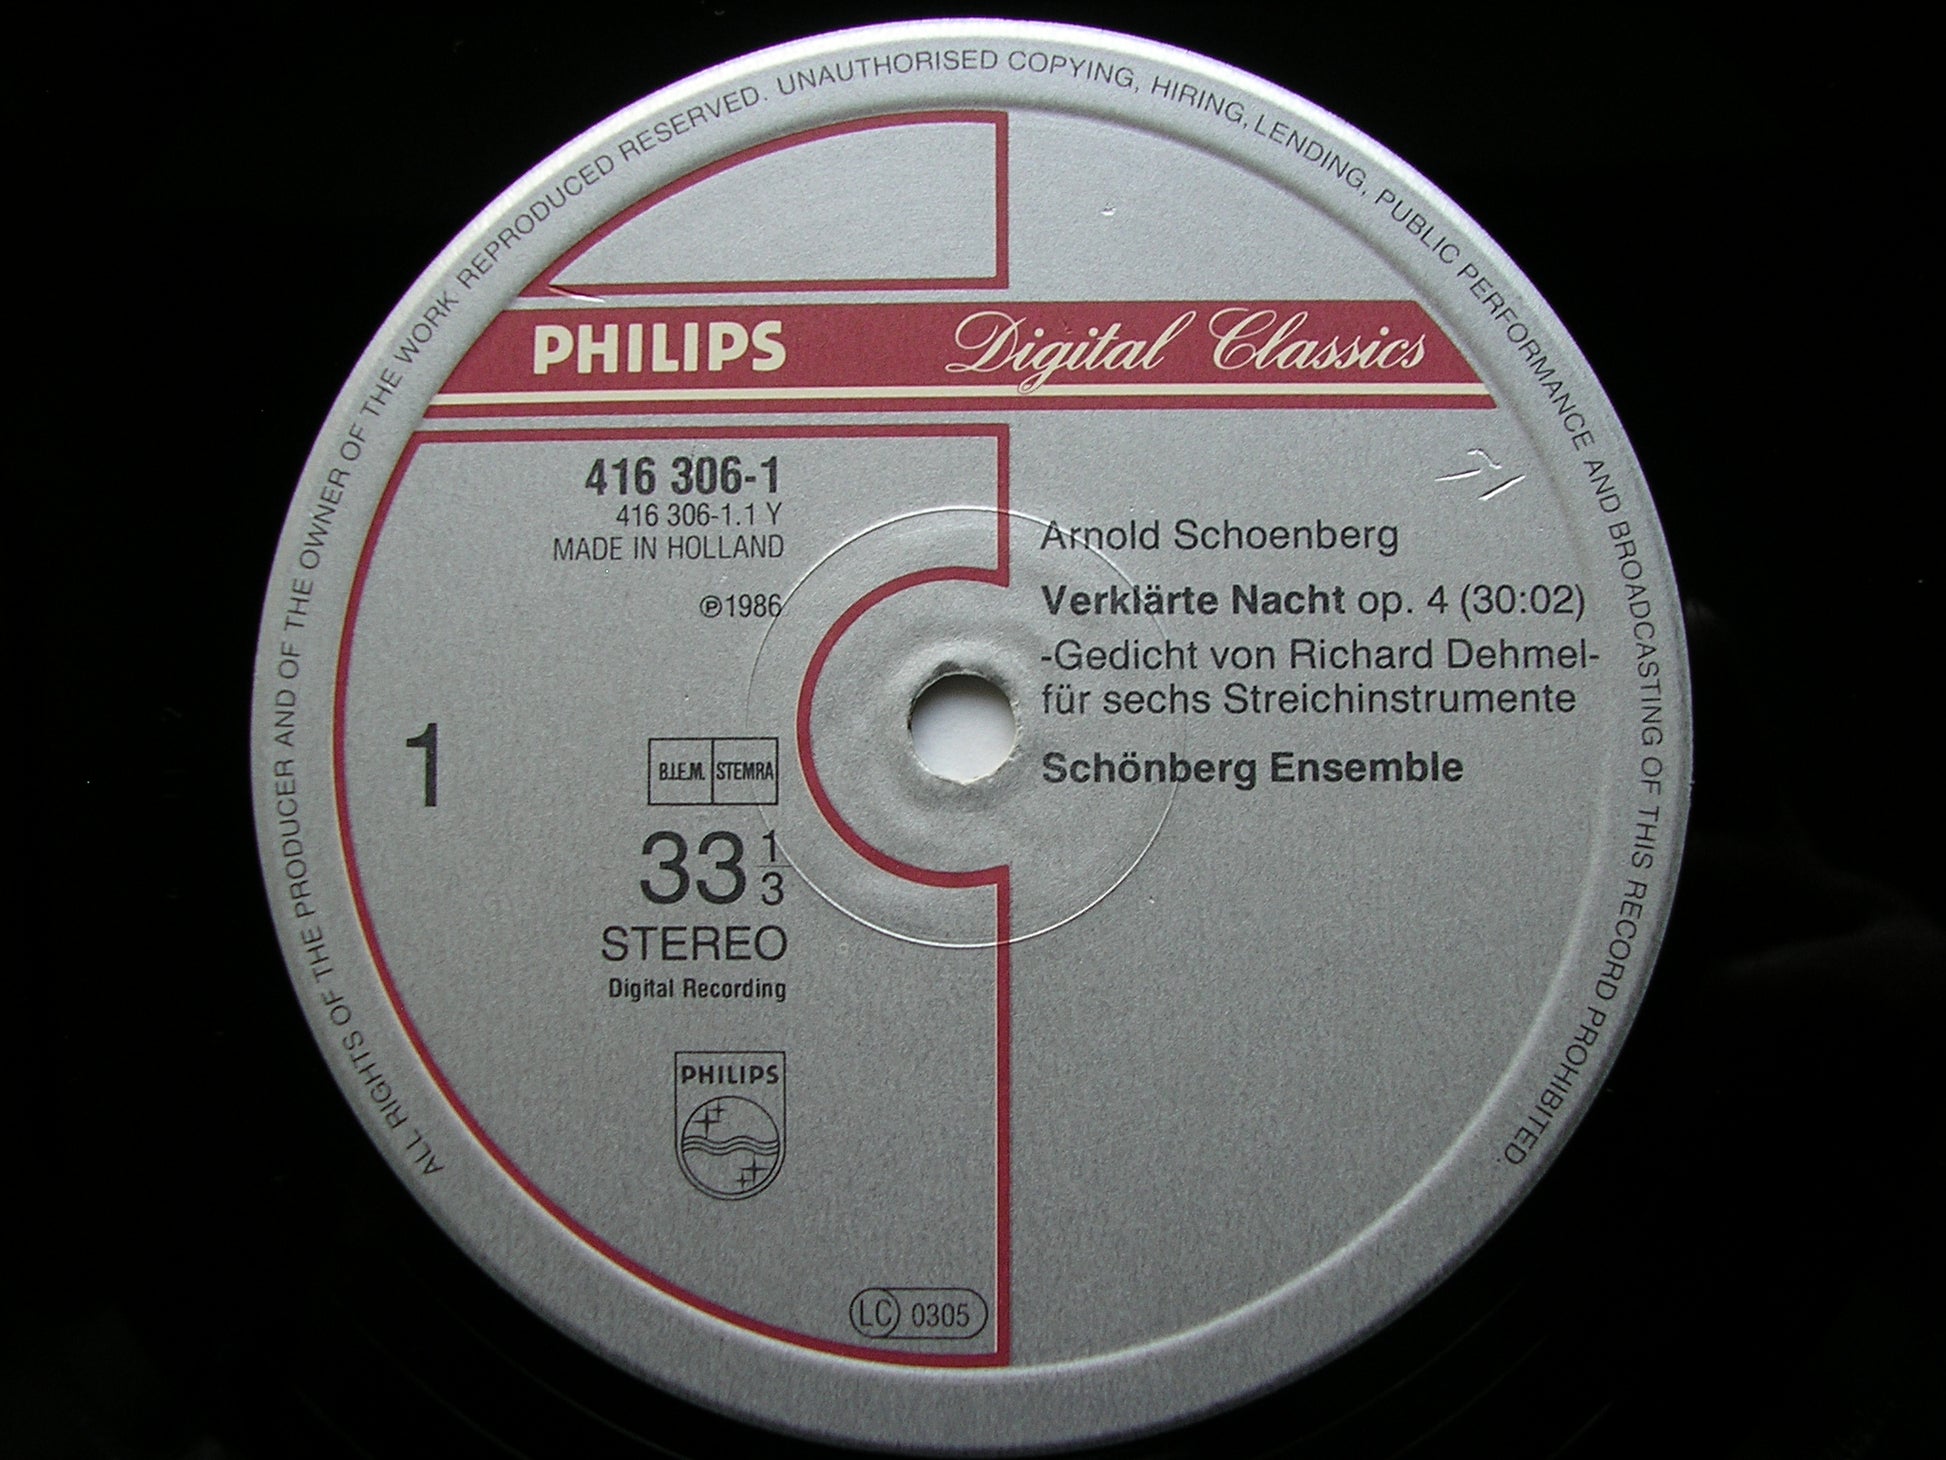 ALL RIGHTS OF THE PRODUCER AND OF THE OWNER OF THE WORK REPRODUCED RESERVED. UNAUTHORISED COPYING, HIRING, LENDING, PUBLIC PERFORMANCE AND BROADCASTING OF THIS RECORD PROHIBITED.
PHILIPS Digital Classics
416 306-1
416 306-1.1 Y
MADE IN HOLLAND
℗1986
1
B.I.E.M. STEMRA
33 1/3
STEREO
Digital Recording
PHILIPS
LC 0305
Arnold Schoenberg
Verklärte Nacht op. 4 (30:02)
-Gedicht von Richard Dehmel-
für sechs Streichinstrumente
Schönberg Ensemble